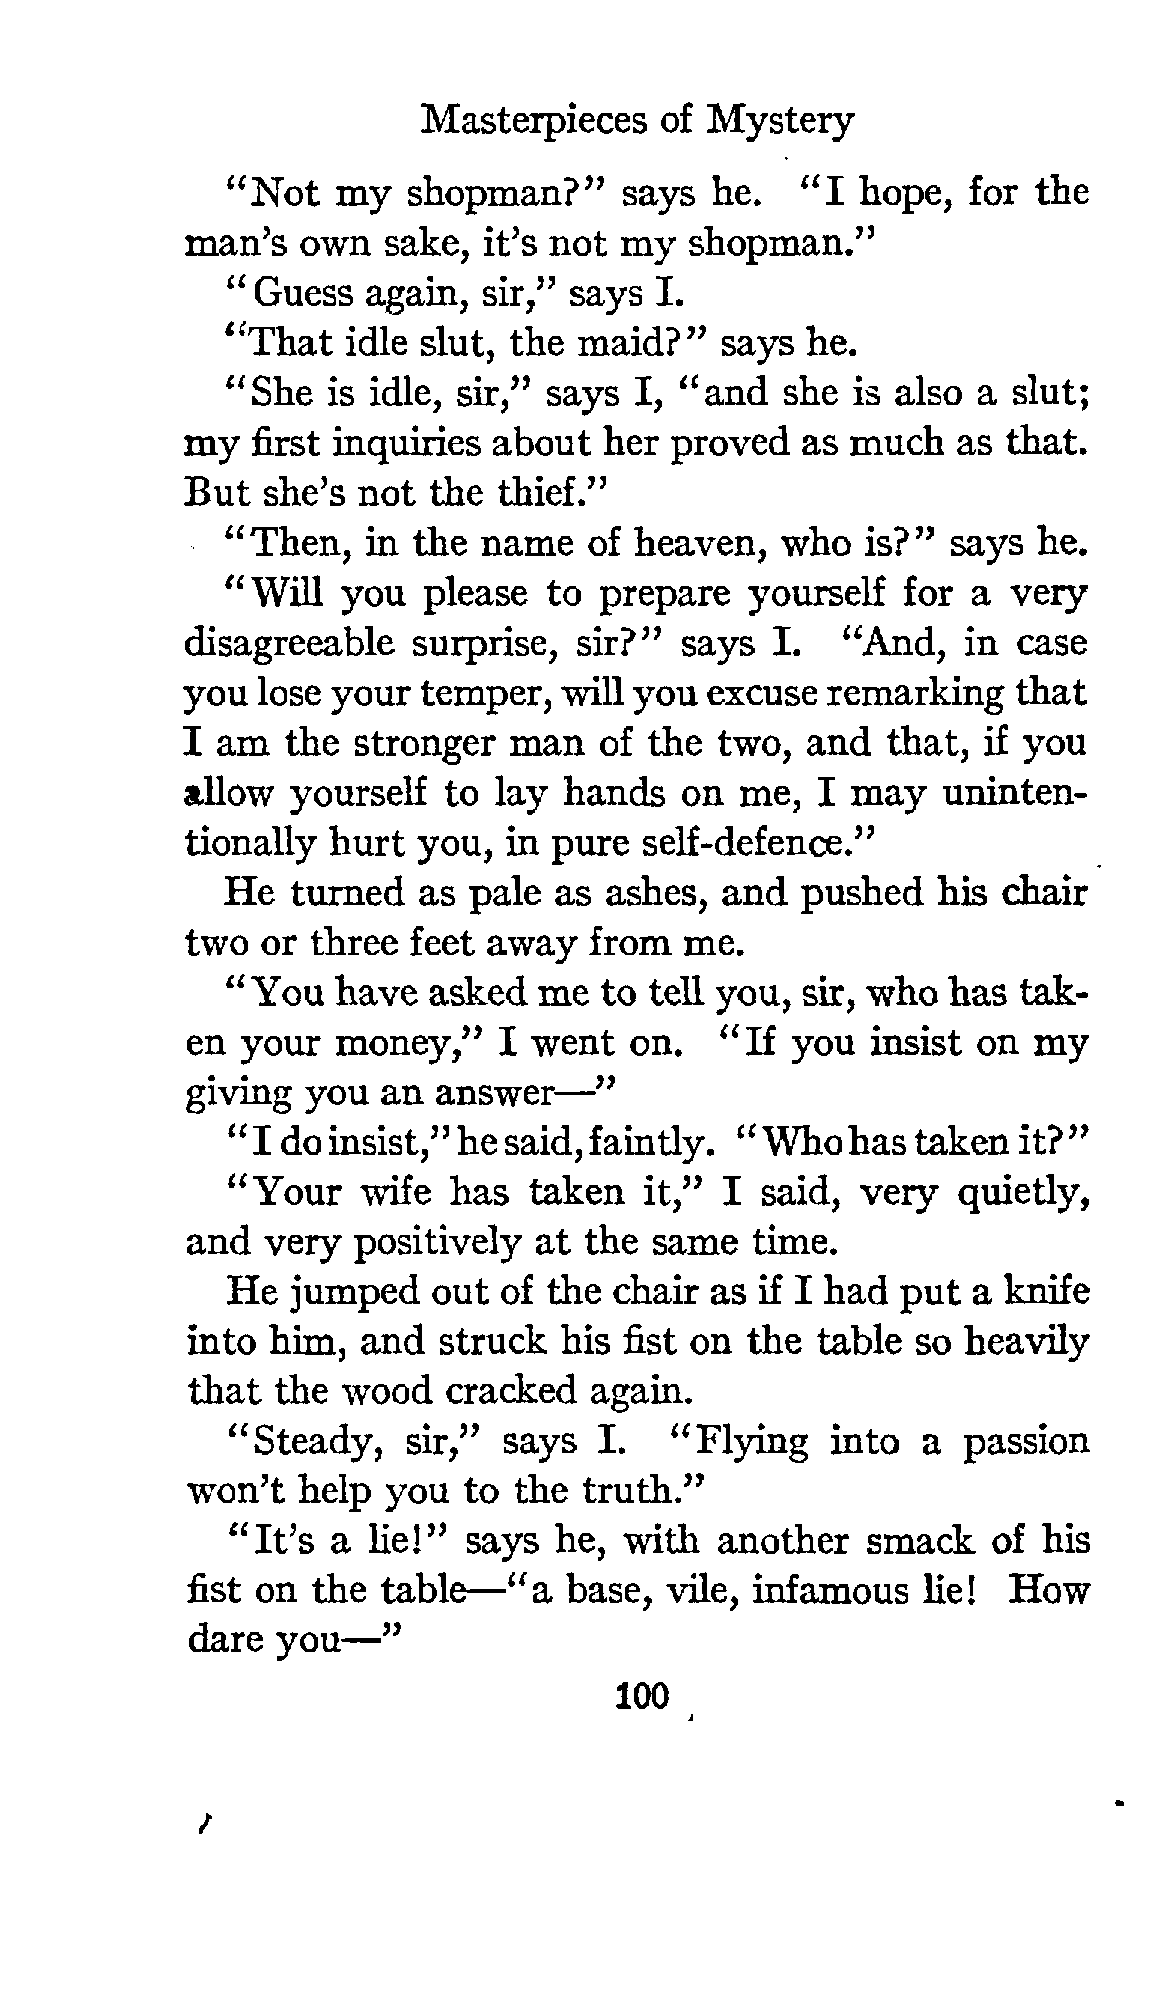 Masterpieces of Mystery
"Not my shopman?" says he. "I hope, for the
man's own sake, it's not my shopman."
"Guess again, sir," says I.
"That idle slut, the maid?" says he.
"She is idle, sir," says I, "and she is also a slut;
my first inquiries about her proved as much as that.
But she's not the thief."
"Then, in the name of heaven, who is?" says he.
"Will you please to prepare yourself for a very
disagreeable surprise, sir?" says I. "And, in case
you lose your temper, will you excuse remarking that
I am the stronger man of the two, and that, if you
allow yourself to lay hands on me, I may uninten-
tionally hurt you, in pure self-defence."
He turned as pale as ashes, and pushed his chair
two or three feet away from me.
"You have asked me to tell you, sir, who has tak-
en your money," I went on. "If you insist on my
giving you an answer—"
"I do insist," he said, faintly. "Who has taken it?"
"Your wife has taken it," I said, very quietly,
and very positively at the same time.
He jumped out of the chair as if I had put a knife
into him, and struck his fist on the table so heavily
that the wood cracked again.
"Steady, sir," says I. "Flying into a passion
won't help you to the truth."
"It's a lie!" says he, with another smack of his
fist on the table—"a base, vile, infamous lie! How
dare you—"
100